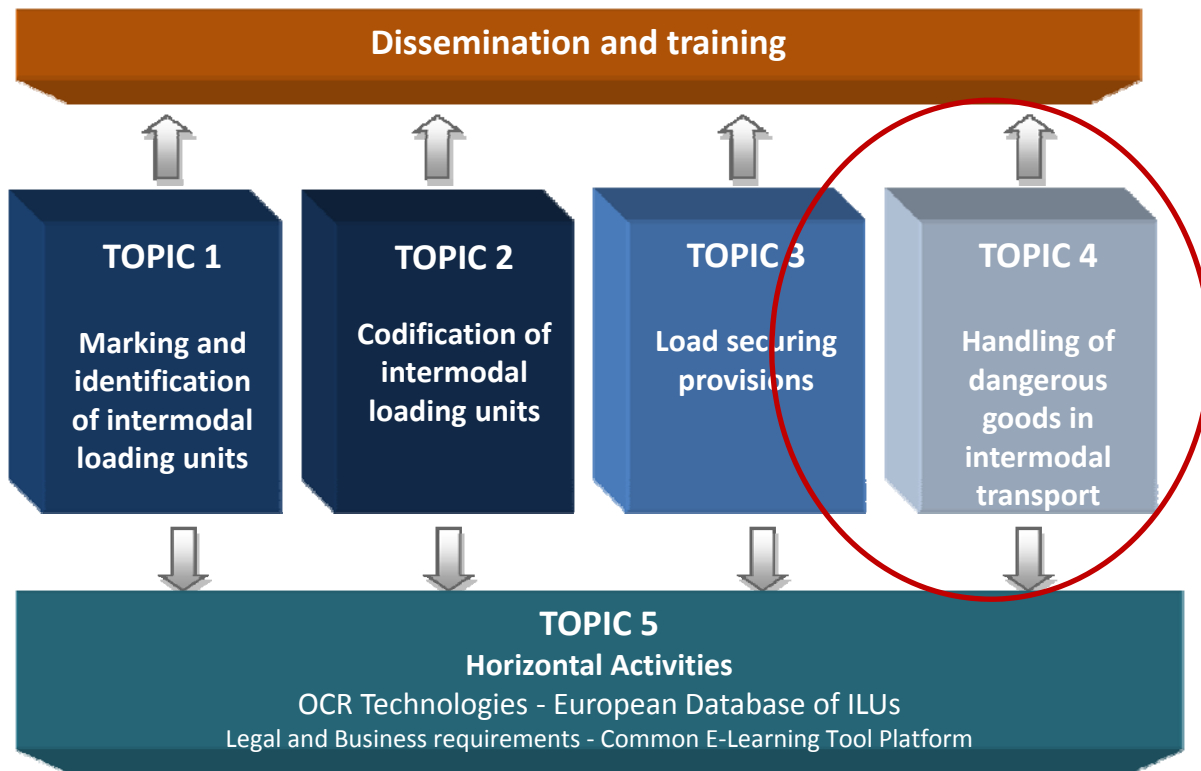 Dissemination and training
TOPIC 1
Marking and
identification
of intermodal
loading units
TOPIC 2
Codification of
intermodal
loading units
TOPIC 3
Load securing
provisions
TOPIC 4
Handling of
dangerous
goods in
intermodal
transport
TOPIC 5
Horizontal Activities
OCR Technologies - European Database of ILUs
Legal and Business requirements - Common E-Learning Tool Platform